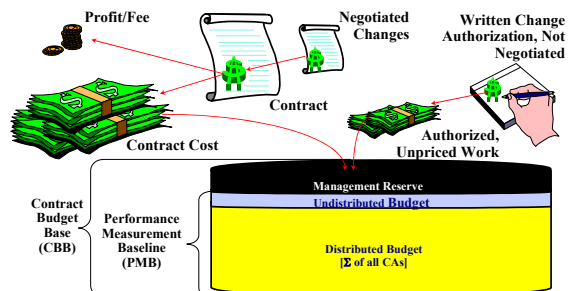 Profit/Fee
Negotiated
Changes
Written Change
Authorization, Not
Negotiated
Contract
Contract Cost
Authorized,
Unpriced Work
Contract
Budget
Base
(CBB)
Performance
Measurement
Baseline
(PMB)
Management Reserve
Undistributed Budget
Distributed Budget
[Σ of all CAs]